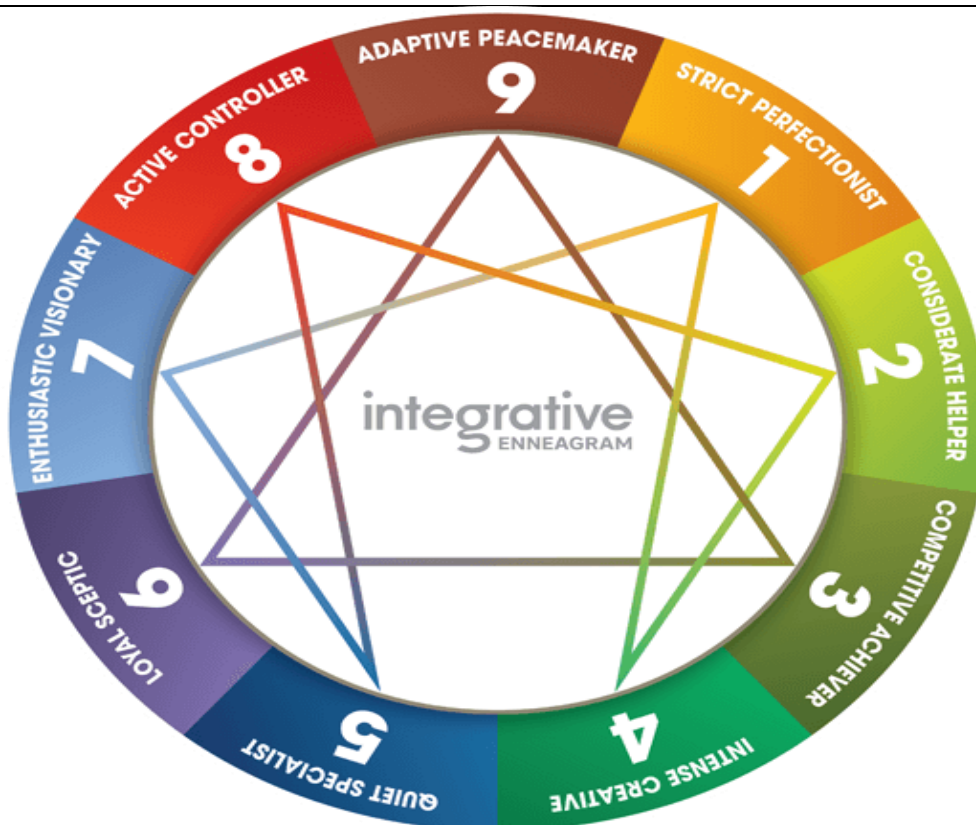 ADAPTIVE PEACEMAKER
9
STRICT PERFECTIONIST
1
CONSIDERATE HELPER
2
COMPETITIVE ACHIEVER
3
INTENSE CREATIVE
4
QUIET SPECIALIST
5
LOYAL SCEPTIC
6
ENTHUSIASTIC VISIONARY
7
ACTIVE CONTROLLER
8
integrative
ENNEAGRAM